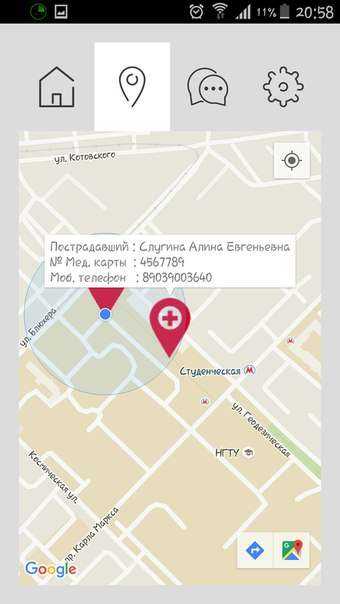 11% 20:58
ул. Котовского
Пострадавший : Слугина Алина Евгеньевна
№ Мед. карты : 4567789
Моб. телефон : 89039003640
ул. Блюхера
Студенческая М
М
ул. Геодезическая
НГТУ
Космическая ул.
пр. Карла Маркса
Google
G